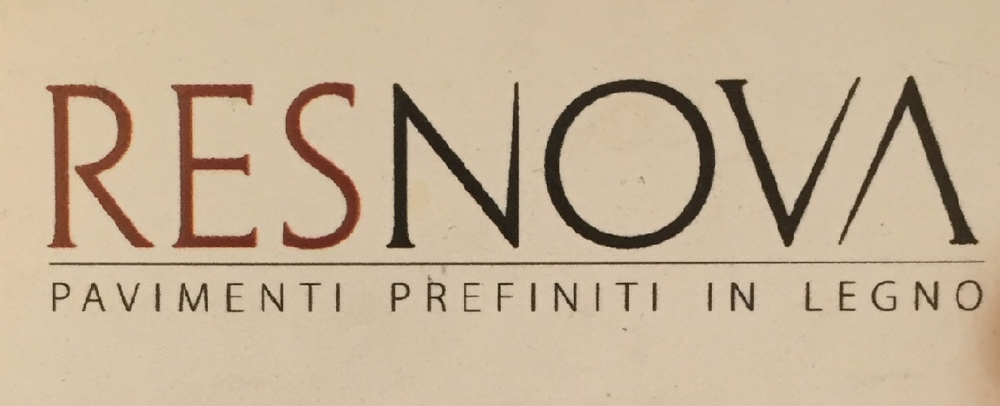 RESNOVA
PAVIMENTI PREFINITI IN LEGNO